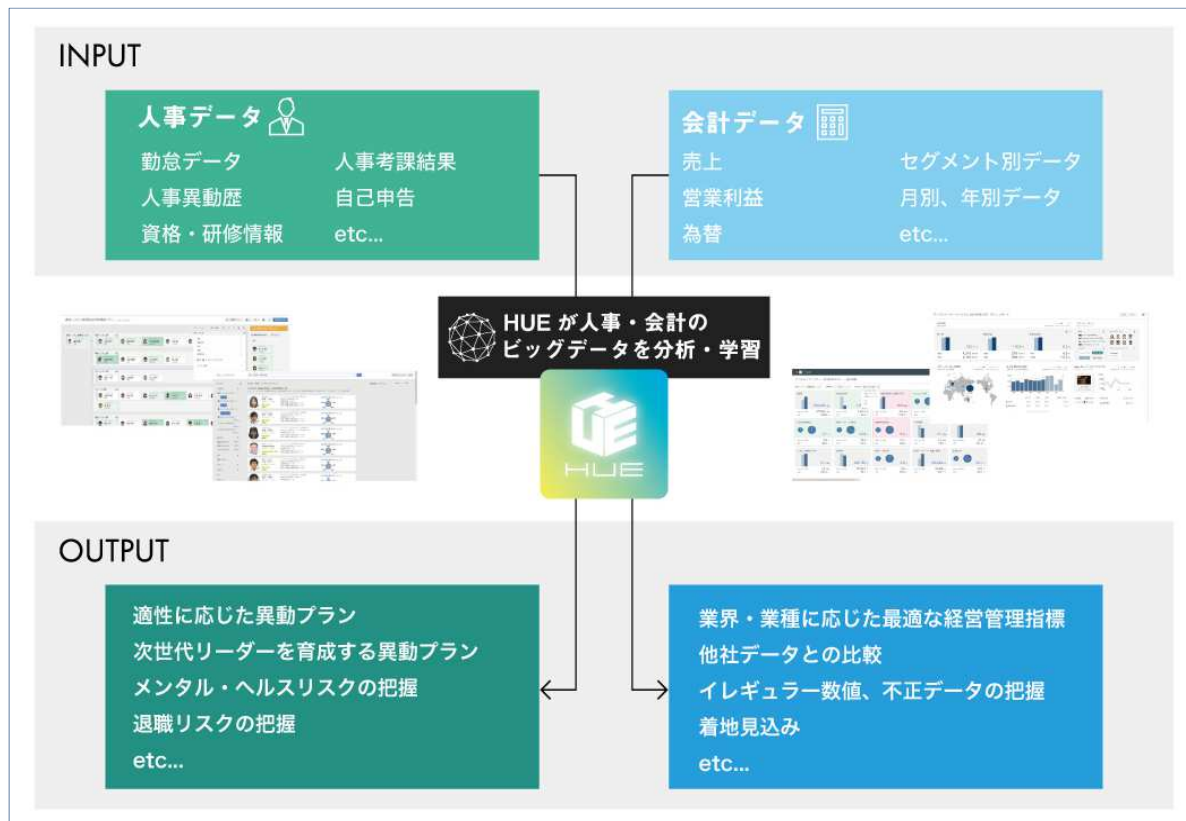 INPUT
人事データ
勤怠データ
人事考課結果
人事異動歴
自己申告
資格・研修情報
etc...
会計データ
売上
セグメント別データ
営業利益
月別、年別データ
為替
etc...
HUE が人事・会計の
ビッグデータを分析・学習
HUE
OUTPUT
適性に応じた異動プラン
次世代リーダーを育成する異動プラン
メンタル・ヘルスリスクの把握
退職リスクの把握
etc...
業界・業種に応じた最適な経営管理指標
他社データとの比較
イレギュラー数値、不正データの把握
着地見込み
etc...